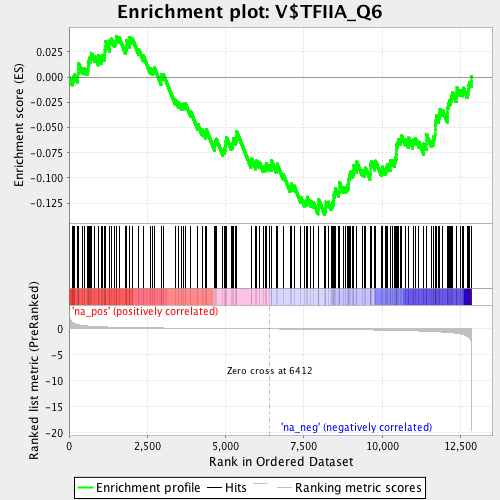 Enrichment plot: V$TFIIA_Q6
Enrichment score (ES)
0.025
0.000
-0.025
-0.050
-0.075
-0.100
-0.125
'na_pos' (positively correlated)
Ranked list metric (PreRanked)
0
-5
-10
-15
-20
Zero cross at 6412
'na_neg' (negatively correlated)
0
2,500
5,000
7,500
10,000
12,500
Rank in Ordered Dataset
Enrichment profile
Hits
Ranking metric scores